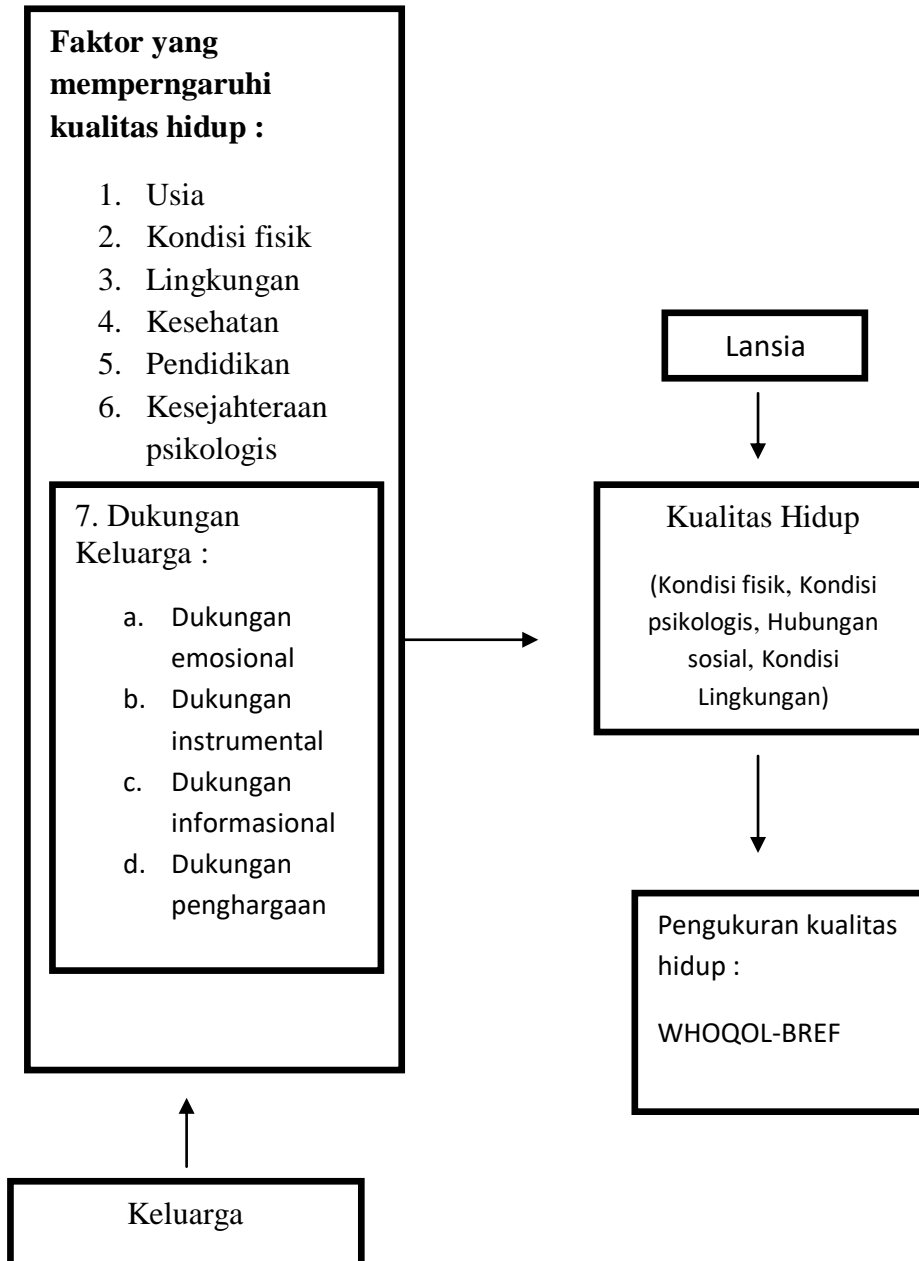 Faktor yang
memperngaruhi
kualitas hidup :
1. Usia
2. Kondisi fisik
3. Lingkungan
4. Kesehatan
5. Pendidikan
6. Kesejahteraan
psikologis
7. Dukungan
Keluarga :
a. Dukungan
emosional
b. Dukungan
instrumental
c. Dukungan
informasional
d. Dukungan
penghargaan
Keluarga
Lansia
Kualitas Hidup
(Kondisi fisik, Kondisi
psikologis, Hubungan
sosial, Kondisi
Lingkungan)
Pengukuran kualitas
hidup :
WHOQOL-BREF